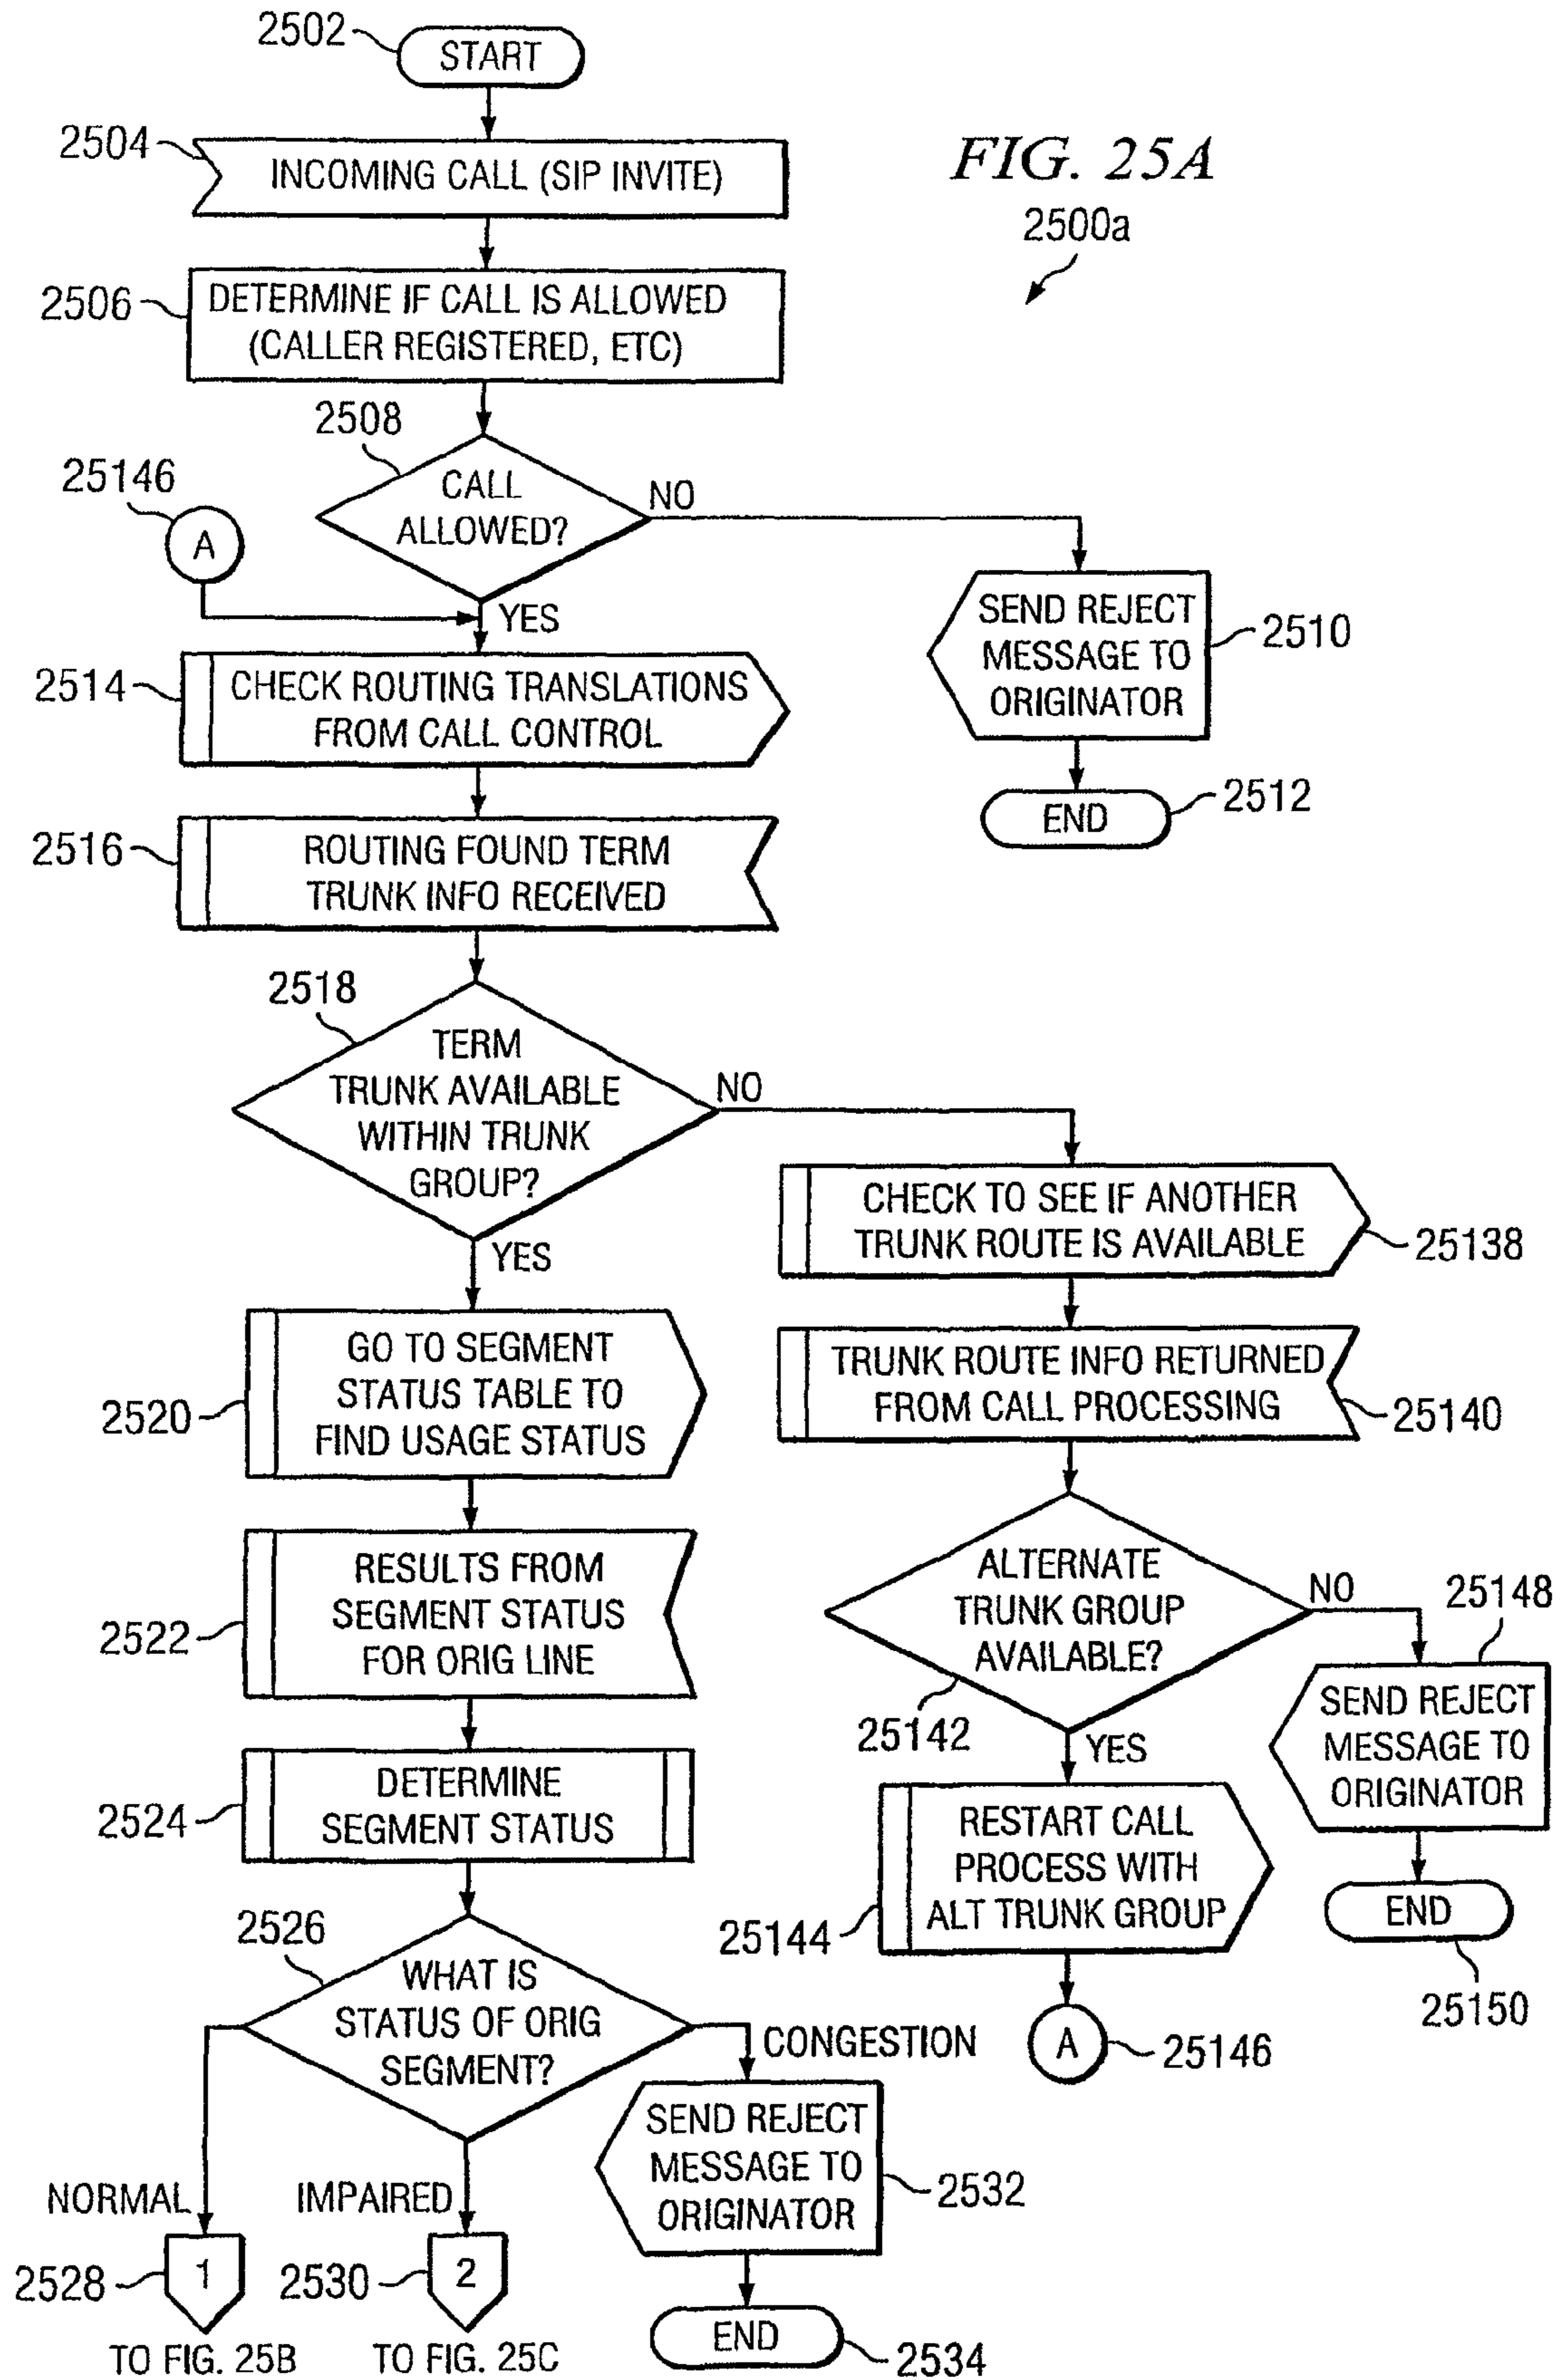 2502
START
2504
INCOMING CALL (SIP INVITE)
FIG. 25A
2500a
2506
DETERMINE IF CALL IS ALLOWED
(CALLER REGISTERED, ETC)
2508
CALL
ALLOWED?
NO
25146
A
YES
SEND REJECT
MESSAGE TO
ORIGINATOR
2510
END
2512
2514
CHECK ROUTING TRANSLATIONS
FROM CALL CONTROL
2516
ROUTING FOUND TERM
TRUNK INFO RECEIVED
2518
TERM
TRUNK AVAILABLE
WITHIN TRUNK
GROUP?
NO
YES
CHECK TO SEE IF ANOTHER
TRUNK ROUTE IS AVAILABLE
25138
TRUNK ROUTE INFO RETURNED
FROM CALL PROCESSING
25140
2520
GO TO SEGMENT
STATUS TABLE TO
FIND USAGE STATUS
2522
RESULTS FROM
SEGMENT STATUS
FOR ORIG LINE
ALTERNATE
TRUNK GROUP
AVAILABLE?
25142
NO
25148
YES
SEND REJECT
MESSAGE TO
ORIGINATOR
END
25150
2524
DETERMINE
SEGMENT STATUS
25144
RESTART CALL
PROCESS WITH
ALT TRUNK GROUP
A
25146
2526
WHAT IS
STATUS OF ORIG
SEGMENT?
CONGESTION
NORMAL
IMPAIRED
SEND REJECT
MESSAGE TO
ORIGINATOR
2532
2528
1
2530
2
TO FIG. 25B
TO FIG. 25C
END
2534